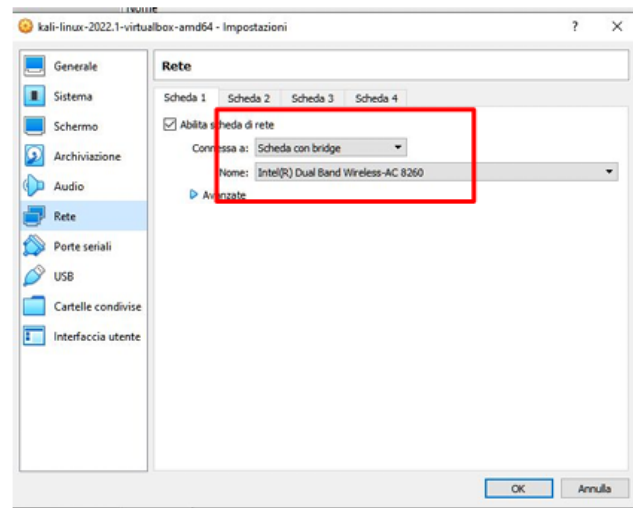 Nome
kali-linux-2022.1-virtualbox-amd64 - Impostazioni ? ×
Generale
Sistema
Schermo
Archiviazione
Audio
Rete
Porte seriali
USB
Cartelle condivise
Interfaccia utente
Rete
Scheda 1 Scheda 2 Scheda 3 Scheda 4
Abilita scheda di rete
Connessa a: Scheda con bridge
Nome: Intel(R) Dual Band Wireless-AC 8260
Avanzate
OK Annulla